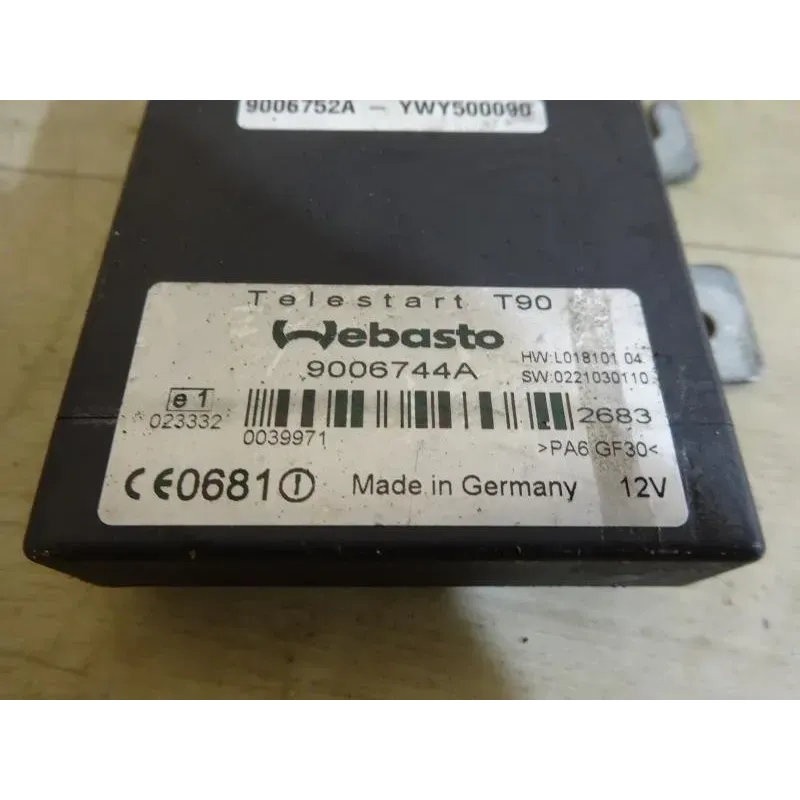 9006752A - YWY500090
Telestart T90
Webasto
9006744A
HW:L018101 04
SW:0221030110
e1
023332
0039971
2683
>PA6 GF30<
CE0681
Made in Germany
12V